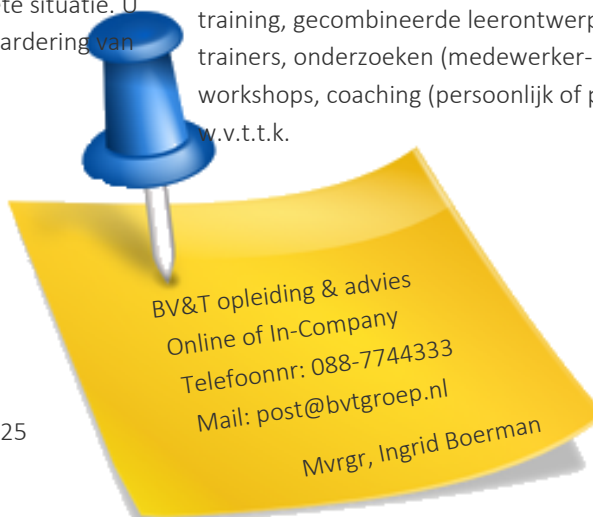 ete situatie. U
ardering van
training, gecombineerde leerontwerp
trainers, onderzoeken (medewerker-
workshops, coaching (persoonlijk of p
w.v.t.t.k.
BV&T opleiding & advies
Online of In-Company
Telefoonnr: 088-7744333
Mail: post@bvtgroep.nl
Mvrgr, Ingrid Boerman
25